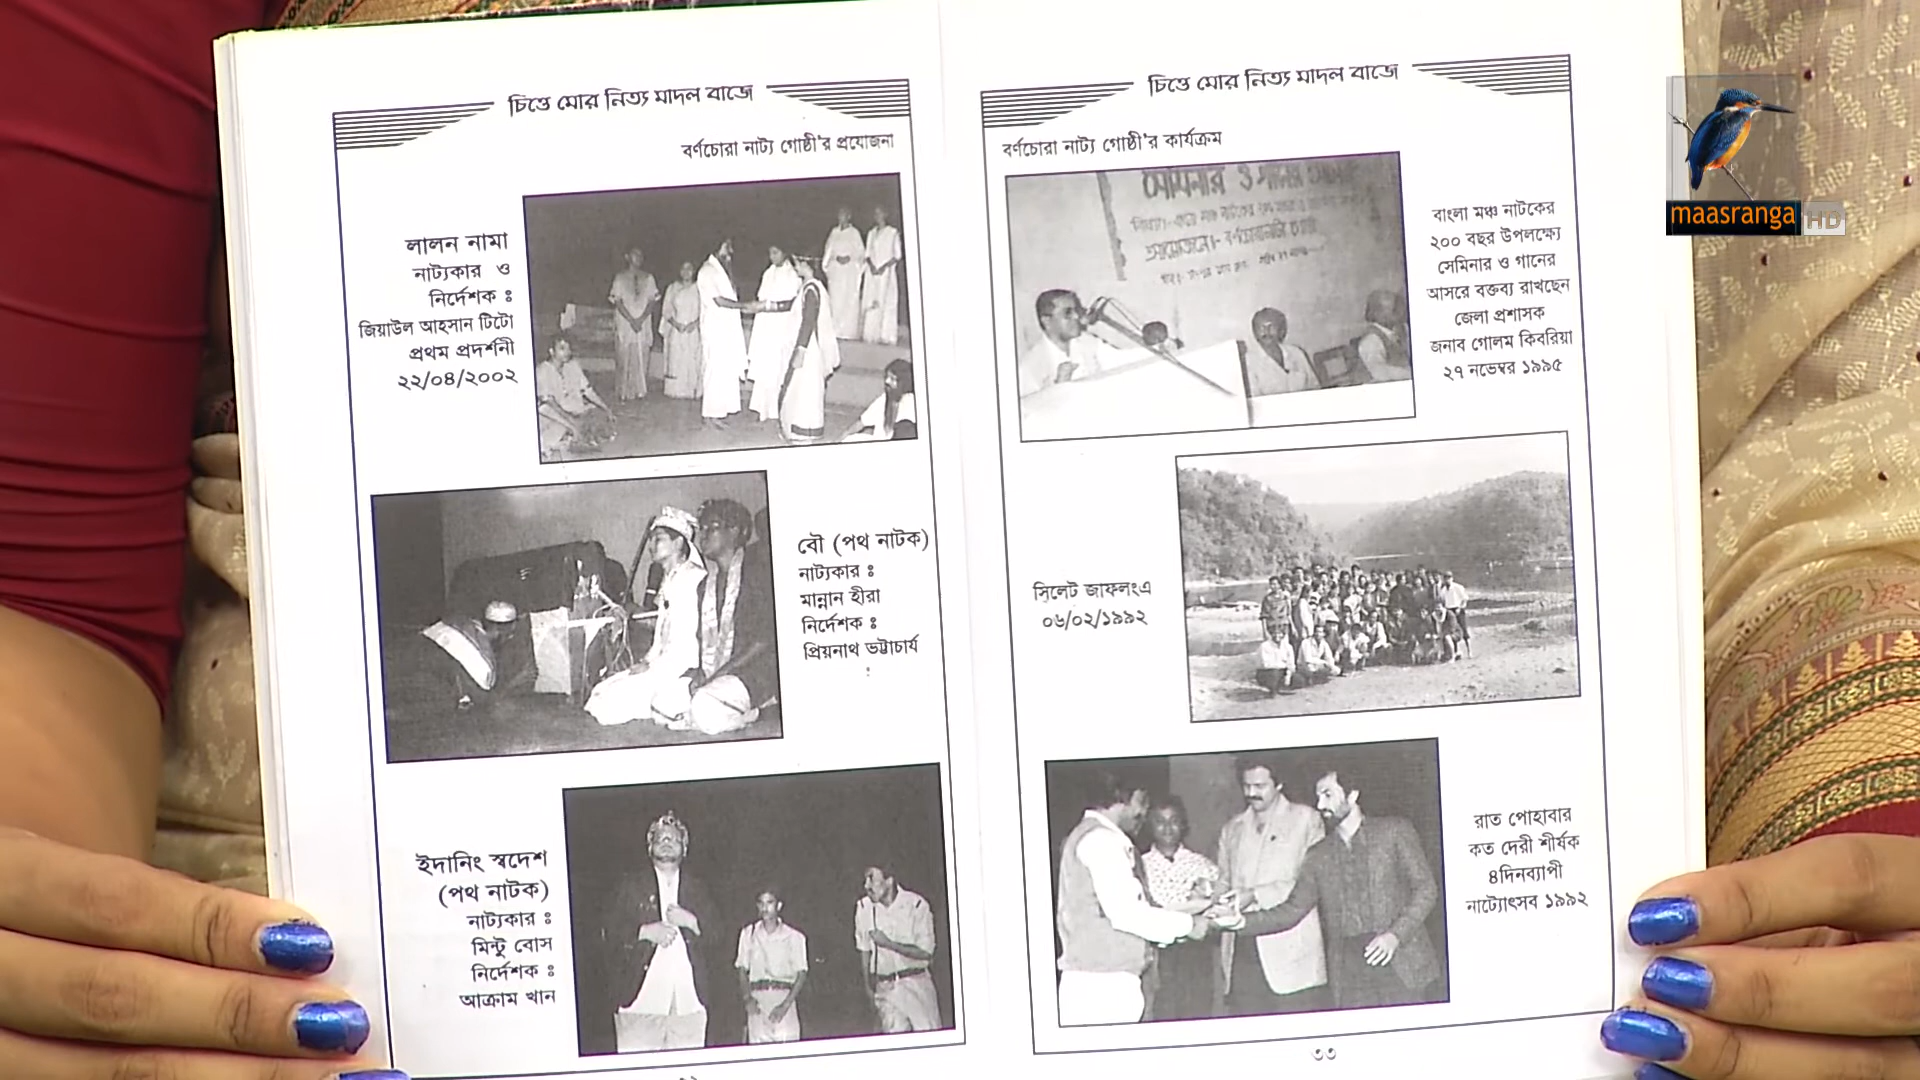 চিত্তে মোর নিত্য মাদল বাজে
বর্ণচোরা নাট্য গোষ্ঠী'র প্রযোজনা
লালন নামা
নাট্যকার ও
নির্দেশক ঃ
জিয়াউল আহসান টিটো
প্রথম প্রদর্শনী
২২/০৪/২০০২
বৌ (পথ নাটক)
নাট্যকার ঃ
মান্নান হীরা
নির্দেশক ঃ
প্রিয়নাথ ভট্টাচার্য
ইদানিং স্বদেশ
(পথ নাটক)
নাট্যকার ঃ
মিন্টু বোস
নির্দেশক ঃ
আক্রাম খান
চিত্তে মোর নিত্য মাদল বাজে
বর্ণচোরা নাট্য গোষ্ঠী'র কার্যক্রম
সেমিনার ও গানের
বাংলা মঞ্চ নাটকের
২০০ বছর উপলক্ষ্যে
সেমিনার ও গানের
আসরে বক্তব্য রাখছেন
জেলা প্রশাসক
জনাব গোলম কিবরিয়া
২৭ নভেম্বর ১৯৯৫
সিলেট জাফলংএ
০৬/০২/১৯৯২
রাত পোহাবার
কত দেরী শীর্ষক
৪দিনব্যাপী
নাট্যোৎসব ১৯৯২
৩৩
maasranga HD